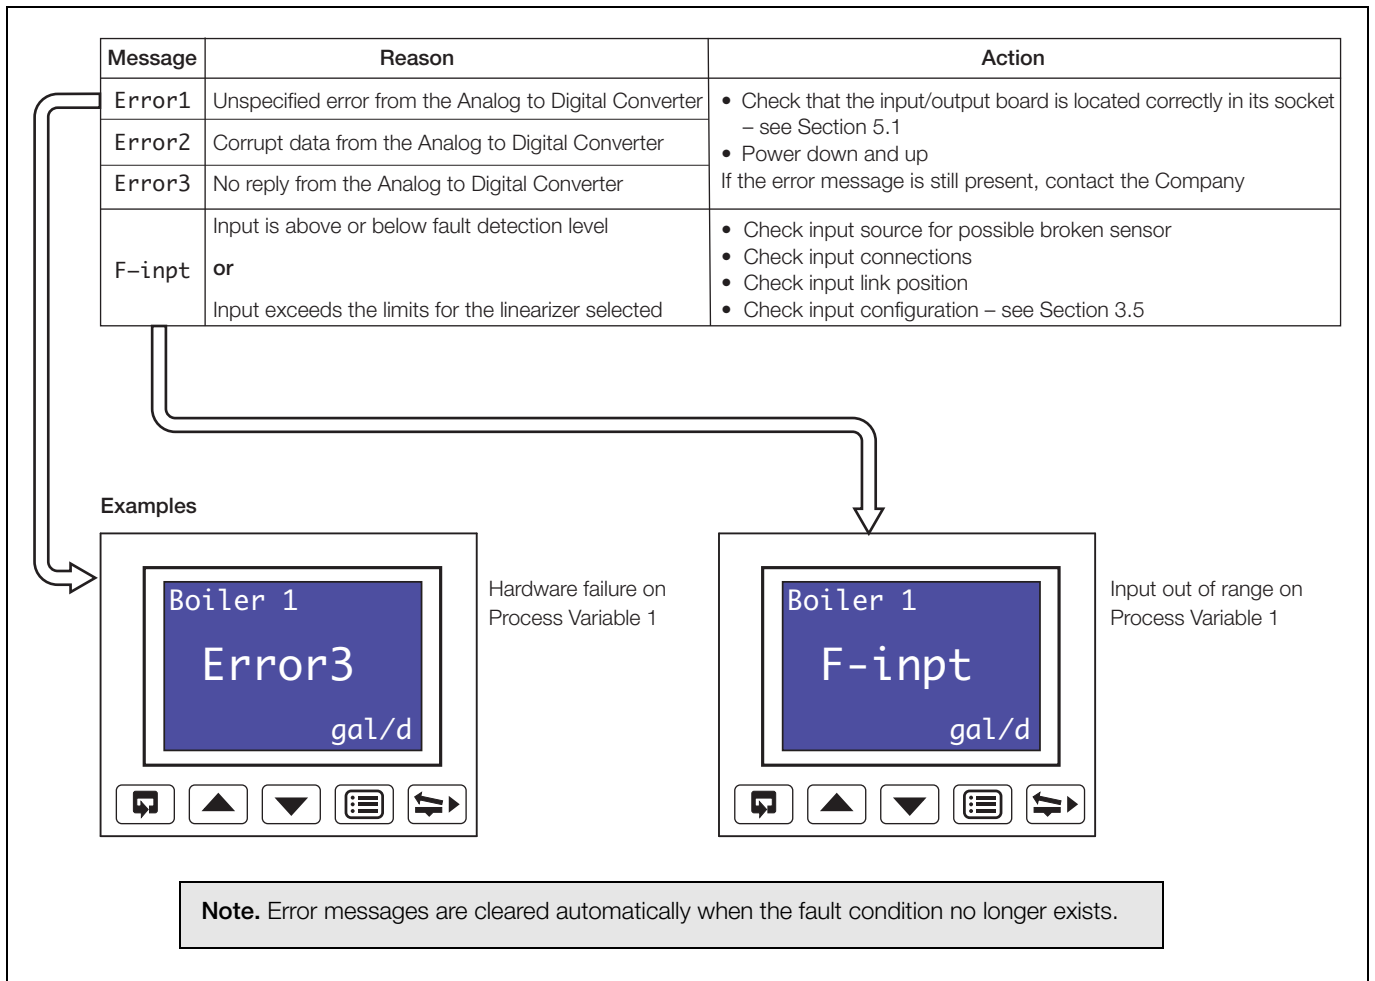 Message Reason Action
Error1 Unspecified error from the Analog to Digital Converter
Error2 Corrupt data from the Analog to Digital Converter
Error3 No reply from the Analog to Digital Converter
• Check that the input/output board is located correctly in its socket
– see Section 5.1
• Power down and up
If the error message is still present, contact the Company
F–inpt
Input is above or below fault detection level
or
Input exceeds the limits for the linearizer selected
• Check input source for possible broken sensor
• Check input connections
• Check input link position
• Check input configuration – see Section 3.5
Examples
Boiler 1
Error3
gal/d
Hardware failure on
Process Variable 1
Boiler 1
F-inpt
gal/d
Input out of range on
Process Variable 1
Note. Error messages are cleared automatically when the fault condition no longer exists.